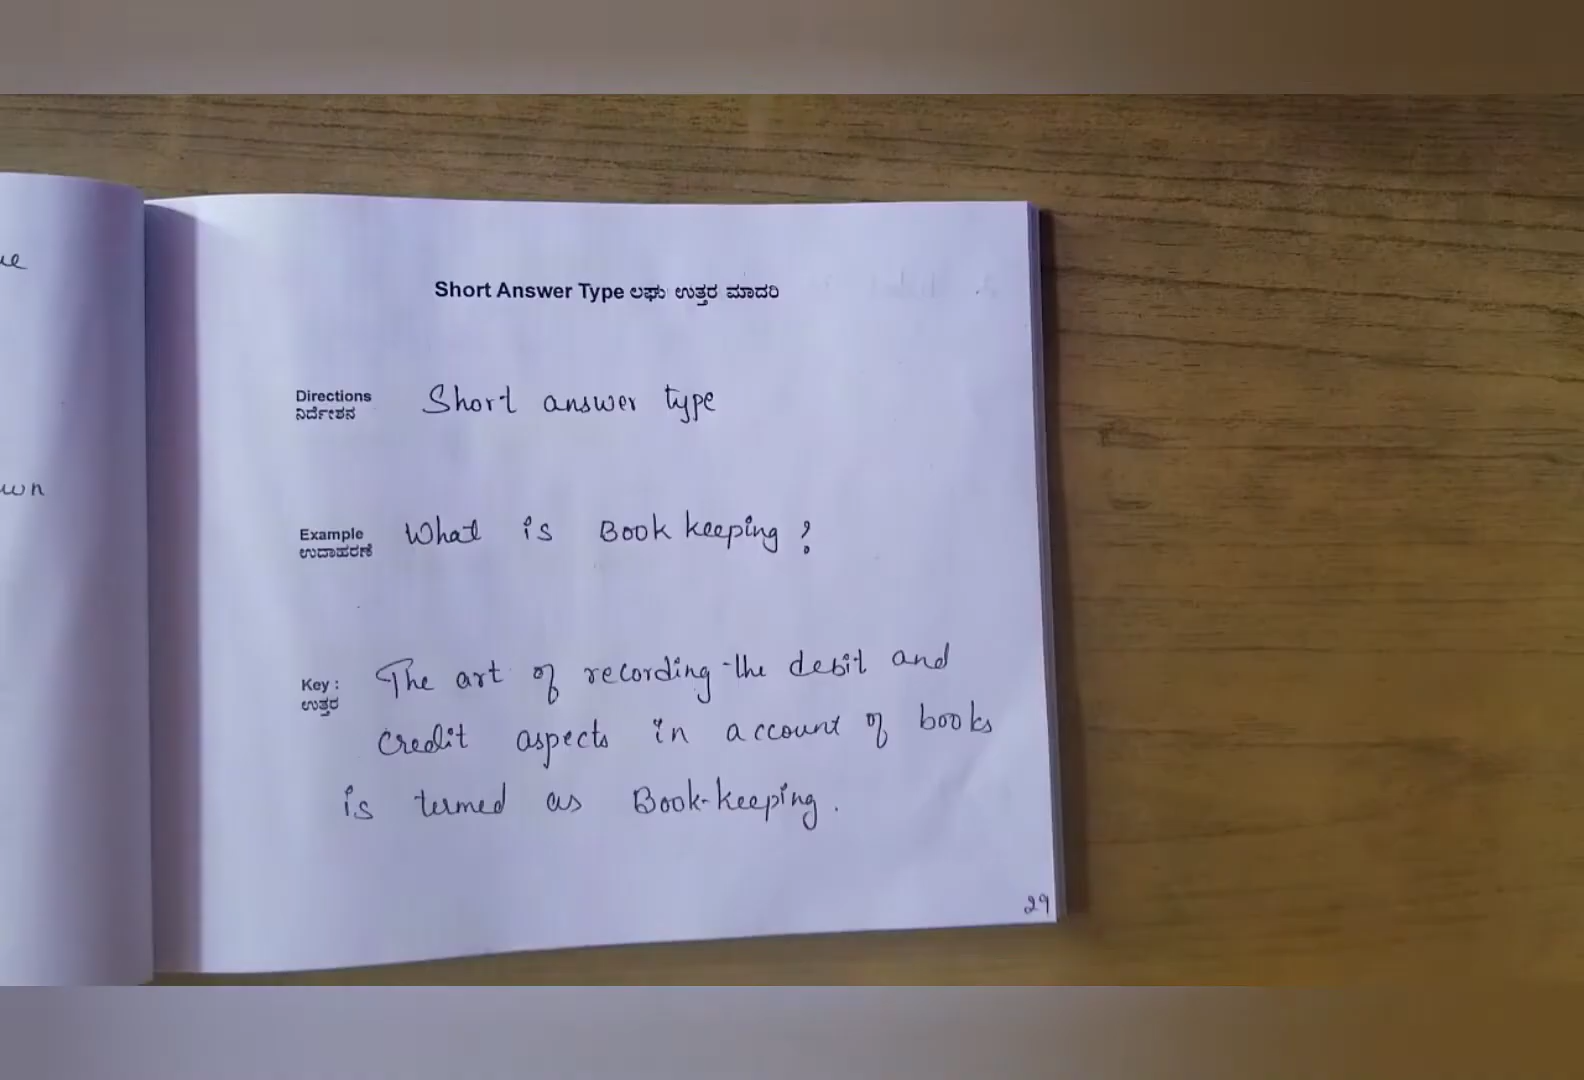 ue
wn
Short Answer Type ಲಘು ಉತ್ತರ ಮಾದರಿ
Directions Short answer type
ನಿರ್ದೇಶನ
Example What is Book keeping ?
ಉದಾಹರಣೆ
Key : The art of recording the debit and
ಉತ್ತರ
credit aspects in account of books
is termed as Book-keeping.
29